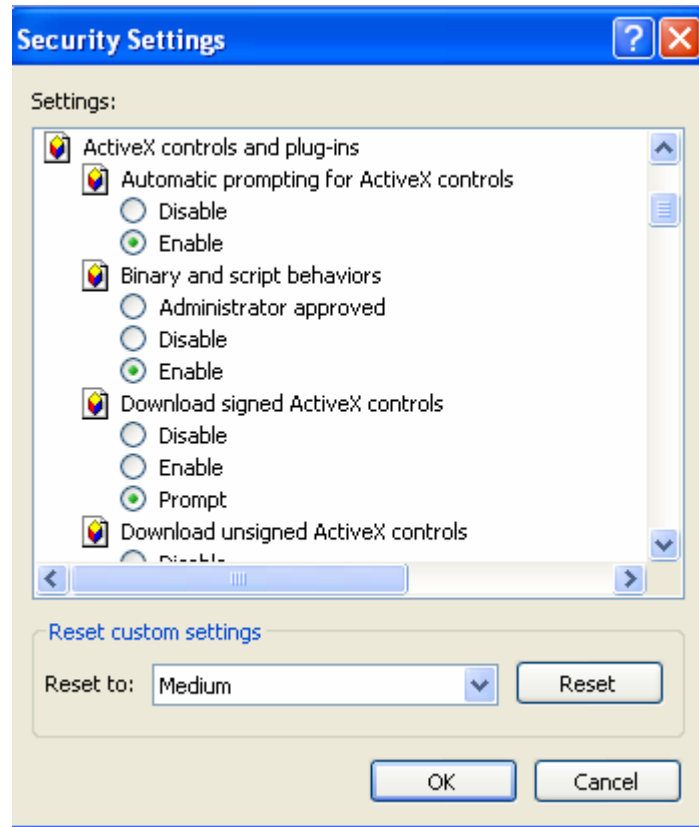 Security Settings
Settings:
ActiveX controls and plug-ins
Automatic prompting for ActiveX controls
Disable
Enable
Binary and script behaviors
Administrator approved
Disable
Enable
Download signed ActiveX controls
Disable
Enable
Prompt
Download unsigned ActiveX controls
Disable
Reset custom settings
Reset to: Medium Reset
OK Cancel